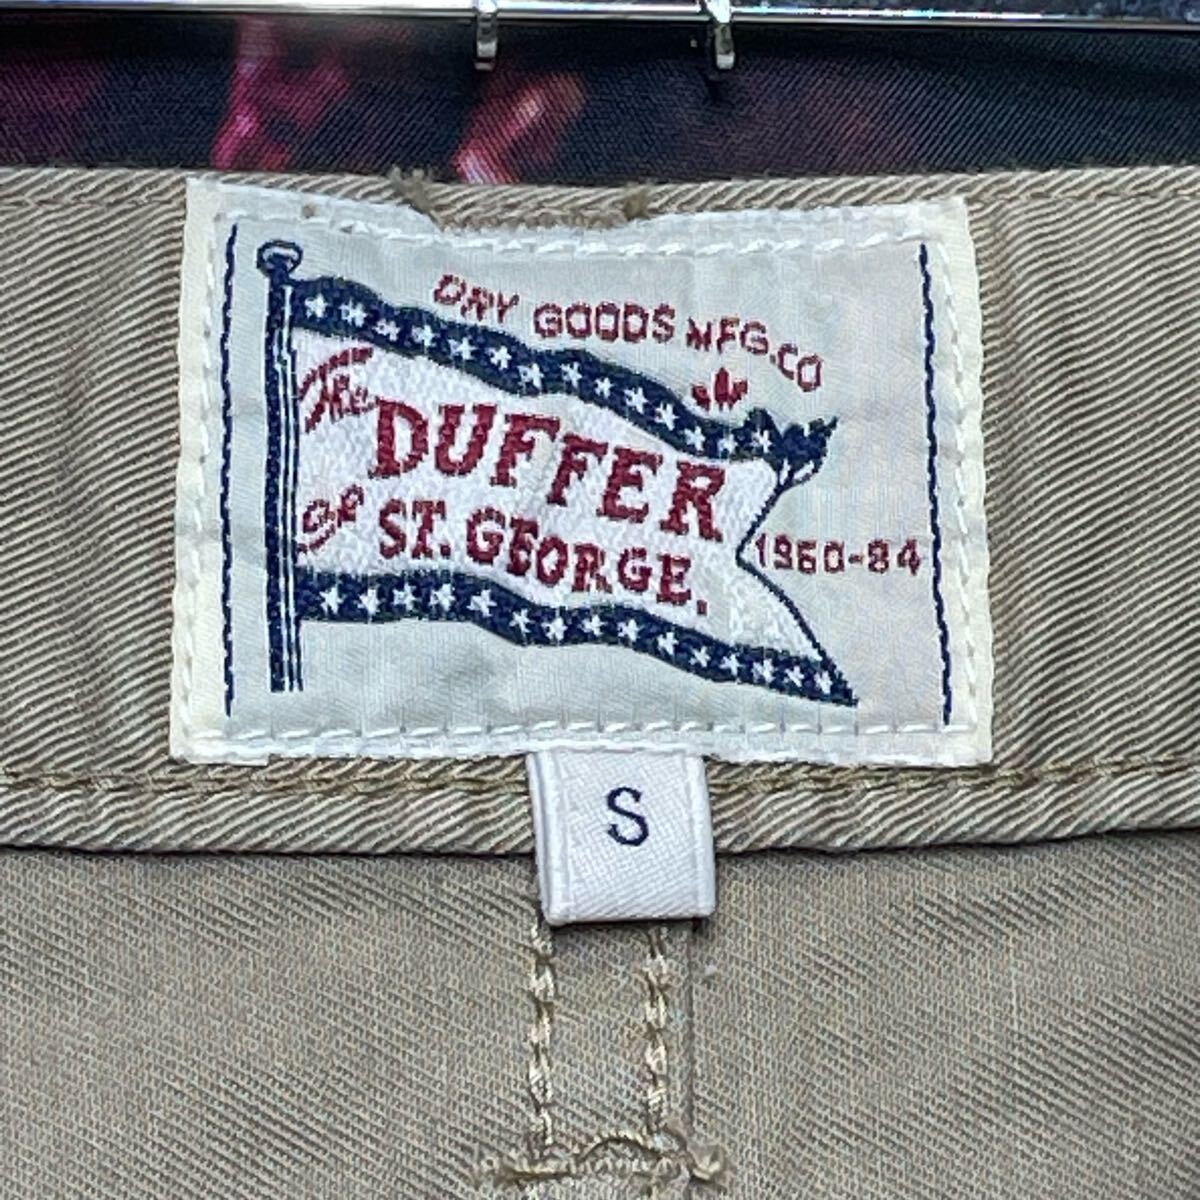 DRY GOODS MFG.CO
The
DUFFER
OF
ST. GEORGE.
1960-84
S